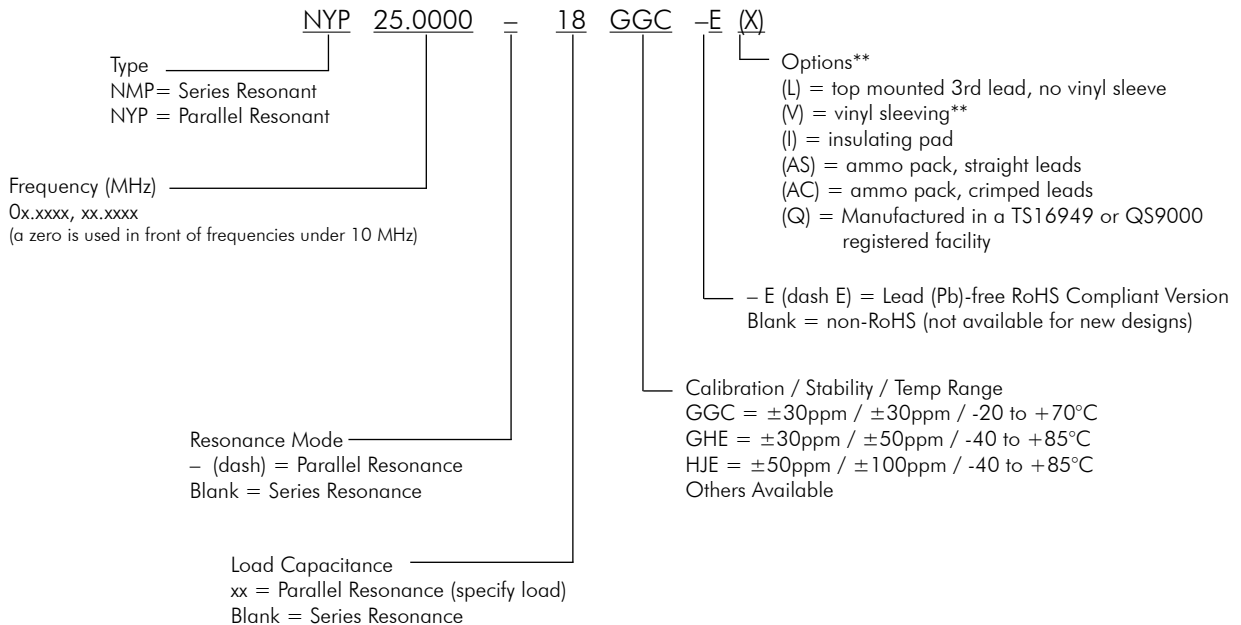 NYP 25.0000 – 18 GGC –E (X)
Type
NMP= Series Resonant
NYP = Parallel Resonant
Options**
(L) = top mounted 3rd lead, no vinyl sleeve
(V) = vinyl sleeving**
(I) = insulating pad
(AS) = ammo pack, straight leads
(AC) = ammo pack, crimped leads
(Q) = Manufactured in a TS16949 or QS9000
registered facility
Frequency (MHz)
0x.xxxx, xx.xxxx
(a zero is used in front of frequencies under 10 MHz)
– E (dash E) = Lead (Pb)-free RoHS Compliant Version
Blank = non-RoHS (not available for new designs)
Calibration / Stability / Temp Range
GGC = ±30ppm / ±30ppm / -20 to +70°C
GHE = ±30ppm / ±50ppm / -40 to +85°C
HJE = ±50ppm / ±100ppm / -40 to +85°C
Others Available
Resonance Mode
– (dash) = Parallel Resonance
Blank = Series Resonance
Load Capacitance
xx = Parallel Resonance (specify load)
Blank = Series Resonance